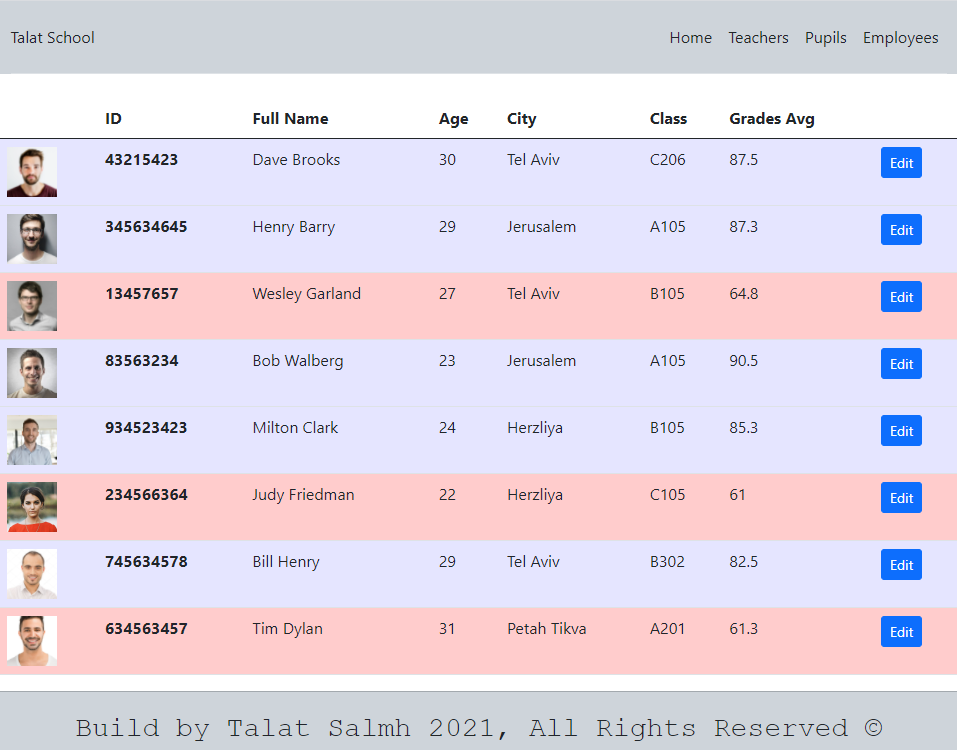 Talat School Home Teachers Pupils Employees
ID Full Name Age City Class Grades Avg
43215423 Dave Brooks 30 Tel Aviv C206 87.5 Edit
345634645 Henry Barry 29 Jerusalem A105 87.3 Edit
13457657 Wesley Garland 27 Tel Aviv B105 64.8 Edit
83563234 Bob Walberg 23 Jerusalem A105 90.5 Edit
934523423 Milton Clark 24 Herzliya B105 85.3 Edit
234566364 Judy Friedman 22 Herzliya C105 61 Edit
745634578 Bill Henry 29 Tel Aviv B302 82.5 Edit
634563457 Tim Dylan 31 Petah Tikva A201 61.3 Edit
Build by Talat Salmh 2021, All Rights Reserved ©